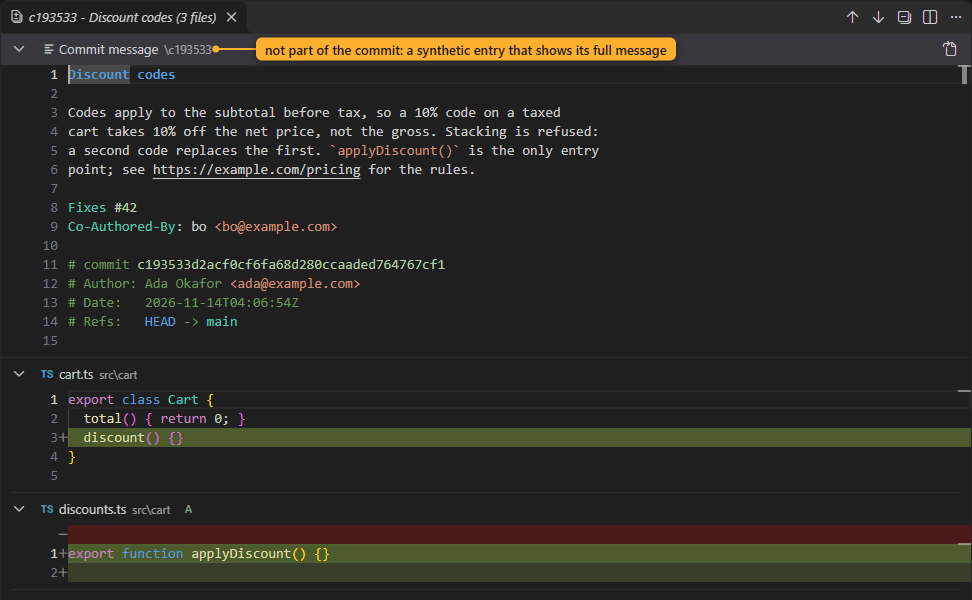 c193533 - Discount codes (3 files)
Commit message \c193533
not part of the commit: a synthetic entry that shows its full message
1 Discount codes
2
3 Codes apply to the subtotal before tax, so a 10% code on a taxed
4 cart takes 10% off the net price, not the gross. Stacking is refused:
5 a second code replaces the first. `applyDiscount()` is the only entry
6 point; see https://example.com/pricing for the rules.
7
8 Fixes #42
9 Co-Authored-By: bo <bo@example.com>
10
11 # commit c193533d2acf0cf6fa68d280ccaaded764767cf1
12 # Author: Ada Okafor <ada@example.com>
13 # Date:   2026-11-14T04:06:54Z
14 # Refs:   HEAD -> main
15
TS cart.ts src\cart
1 export class Cart {
2   total() { return 0; }
3+  discount() {}
4 }
5
TS discounts.ts src\cart A
—
1+export function applyDiscount() {}
2+